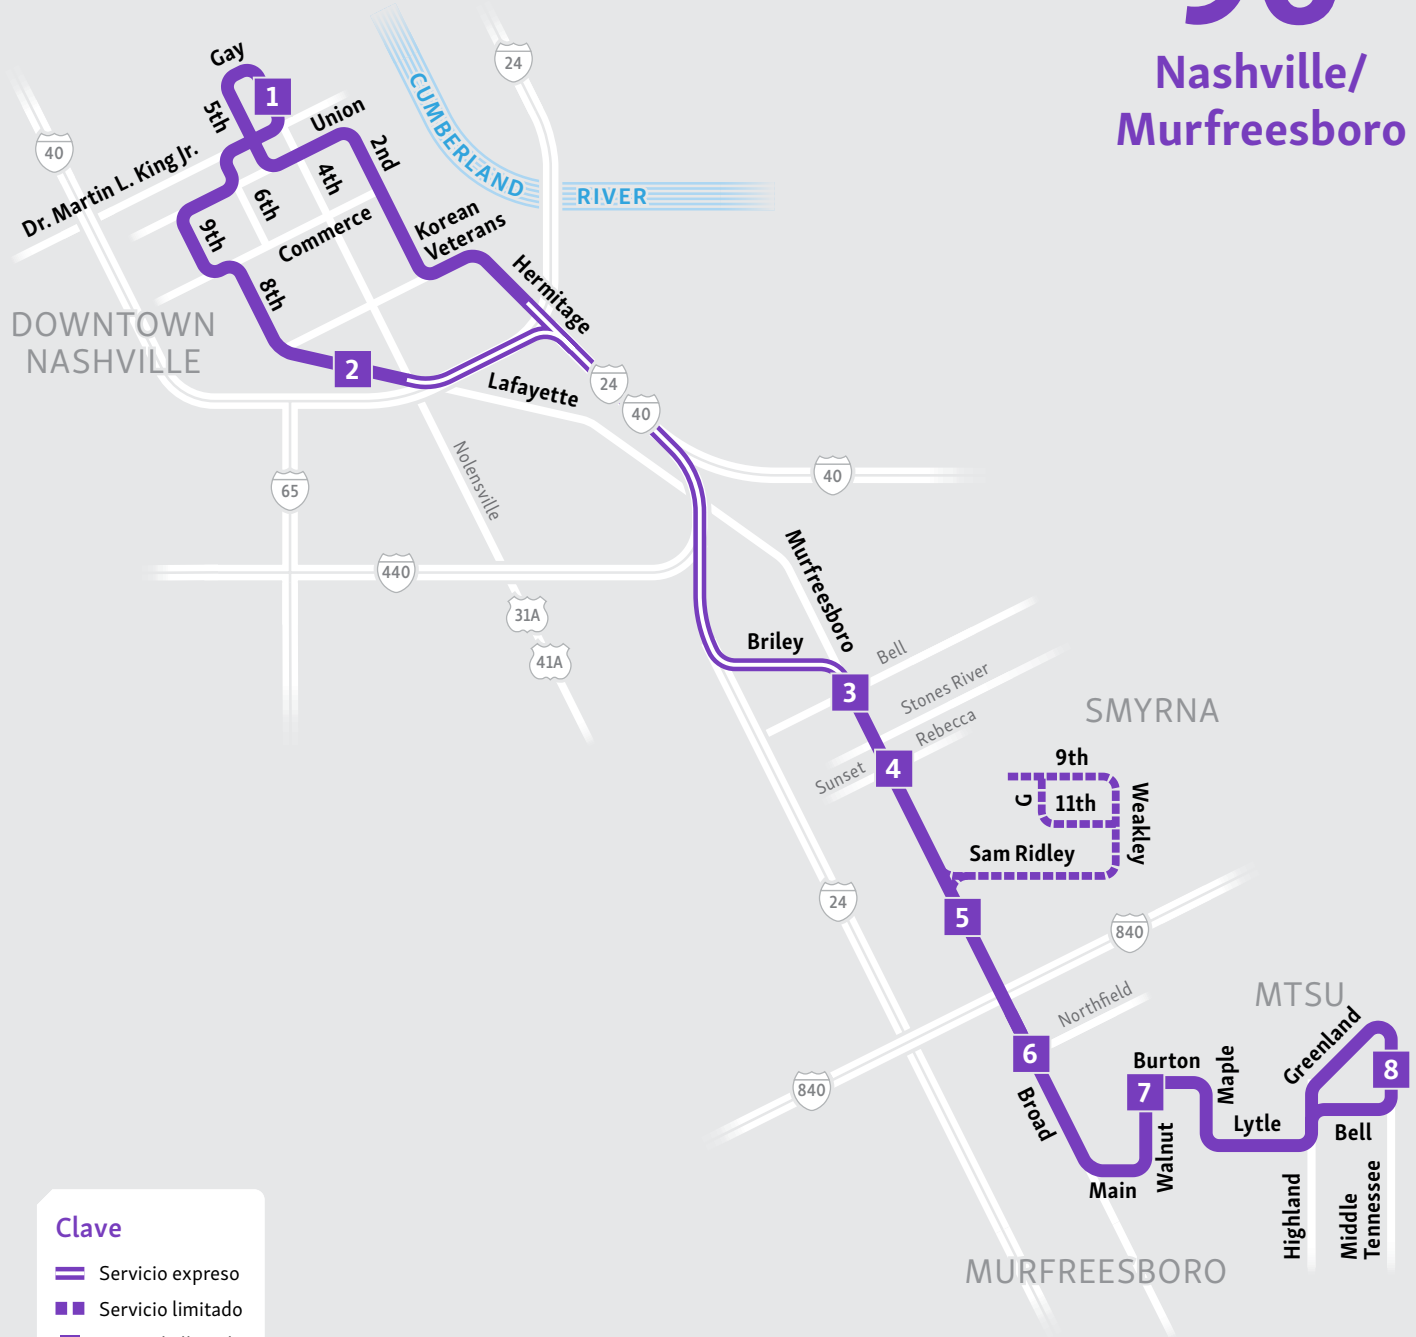 Nashville/
Murfreesboro
Gay
1
5th
Union
2nd
24
CUMBERLAND
RIVER
40
Dr. Martin L. King Jr.
6th
4th
Commerce
9th
8th
Korean
Veterans
Hermitage
DOWNTOWN
NASHVILLE
2
Lafayette
24
40
40
65
Nolensville
440
31A
41A
Murfreesboro
Briley
Bell
3
Stones River
Rebecca
SMYRNA
4
Sunset
9th
G
11th
Weakley
Sam Ridley
24
5
840
Northfield
MTSU
6
Greenland
8
840
Burton
Maple
7
Broad
Lytle
Bell
Walnut
Main
Highland
Middle
Tennessee
MURFREESBORO
Clave
Servicio expreso
Servicio limitado